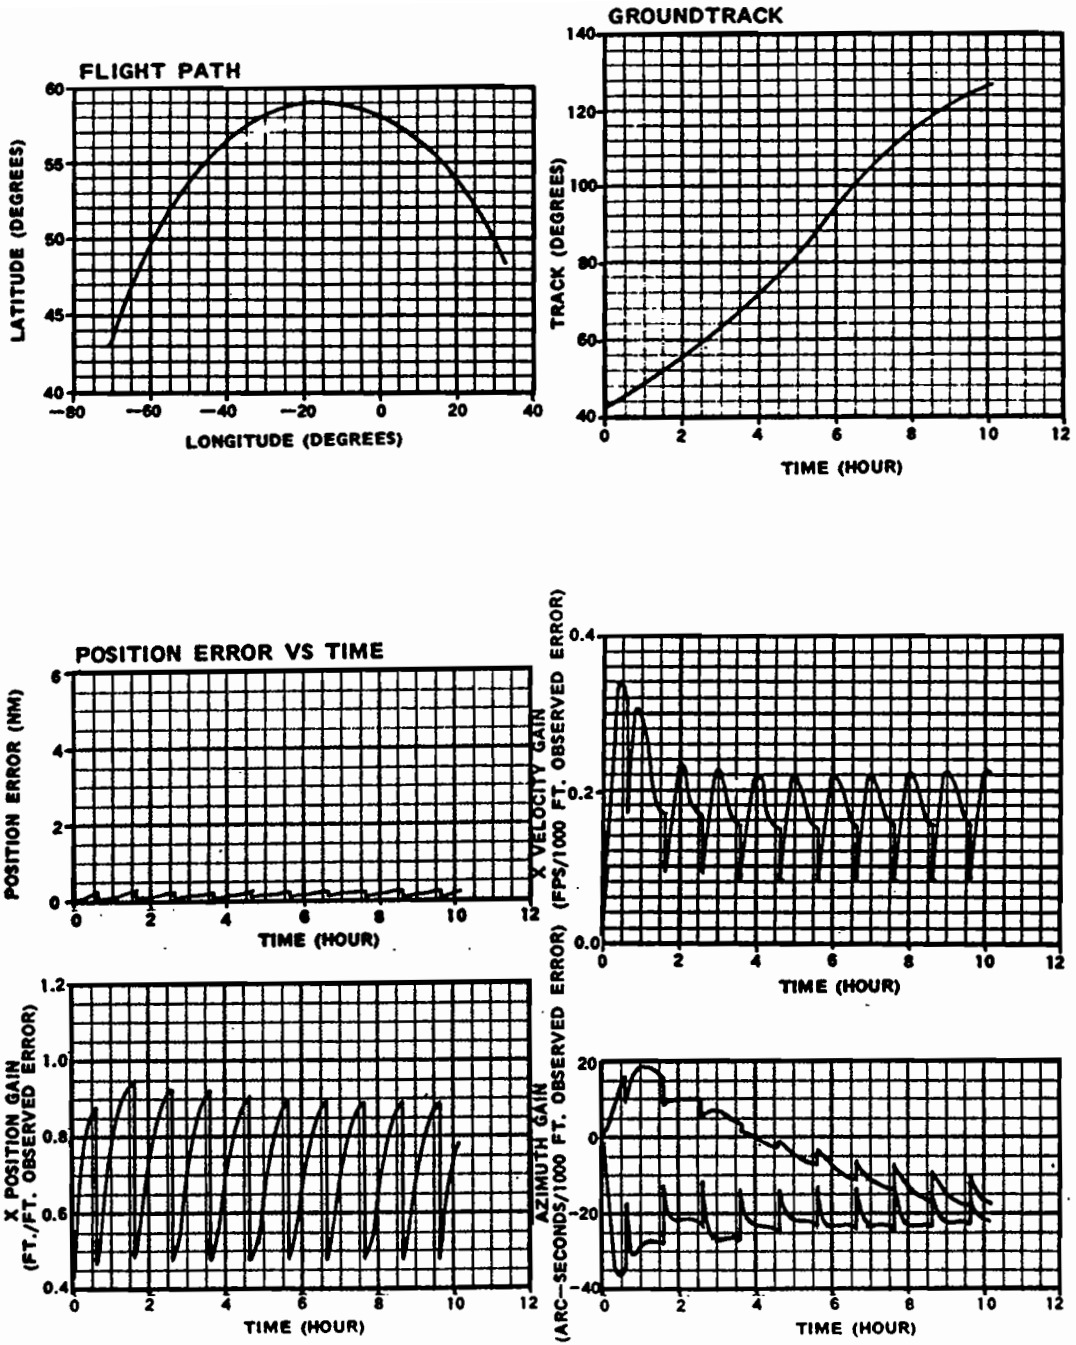 FLIGHT PATH
60
55
50
45
40
LATITUDE (DEGREES)
−80 −60 −40 −20 0 20 40
LONGITUDE (DEGREES)
GROUNDTRACK
140
120
100
80
60
40
TRACK (DEGREES)
0 2 4 6 8 10 12
TIME (HOUR)
POSITION ERROR VS TIME
6
4
2
0
POSITION ERROR (NM)
0 2 4 6 8 10 12
TIME (HOUR)
X VELOCITY GAIN
(FPS/1000 FT. OBSERVED ERROR)
0.4
0.2
0.0
0 2 4 6 8 10 12
TIME (HOUR)
X POSITION GAIN
(FT./FT. OBSERVED ERROR)
1.2
1.0
0.8
0.6
0.4
0 2 4 6 8 10 12
TIME (HOUR)
AZIMUTH GAIN
(ARC−SECONDS/1000 FT. OBSERVED ERROR)
20
0
−20
−40
0 2 4 6 8 10 12
TIME (HOUR)